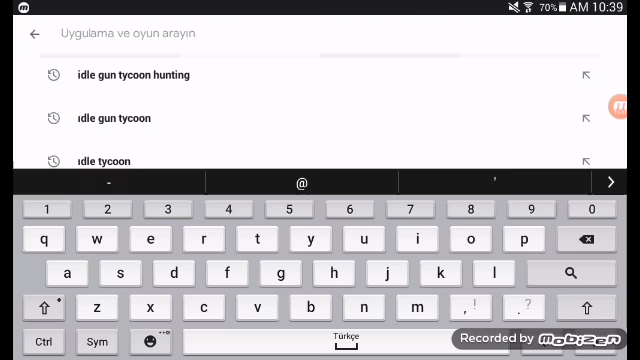 70% AM 10:39
Uygulama ve oyun arayın
idle gun tycoon hunting
ıdle gun tycoon
ıdle tycoon
- @ '
1 2 3 4 5 6 7 8 9 0
q w e r t y u i o p
a s d f g h j k l
z x c v b n m , ! . ?
Ctrl Sym Türkçe
Recorded by Mobizen